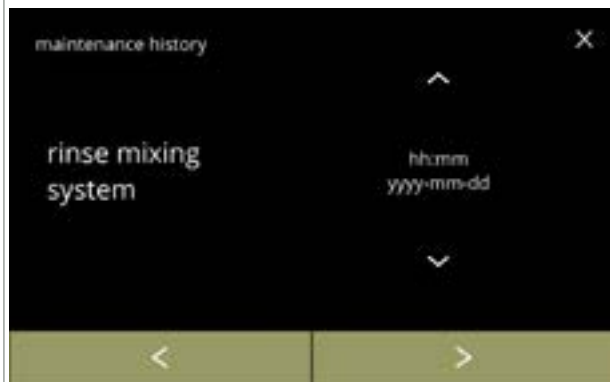 maintenance history
rinse mixing
system
hh:mm
yyyy-mm-dd